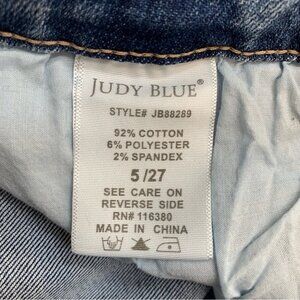 JUDY BLUE®
STYLE# JB88289
92% COTTON
6% POLYESTER
2% SPANDEX
5/27
SEE CARE ON
REVERSE SIDE
RN# 116380
MADE IN CHINA